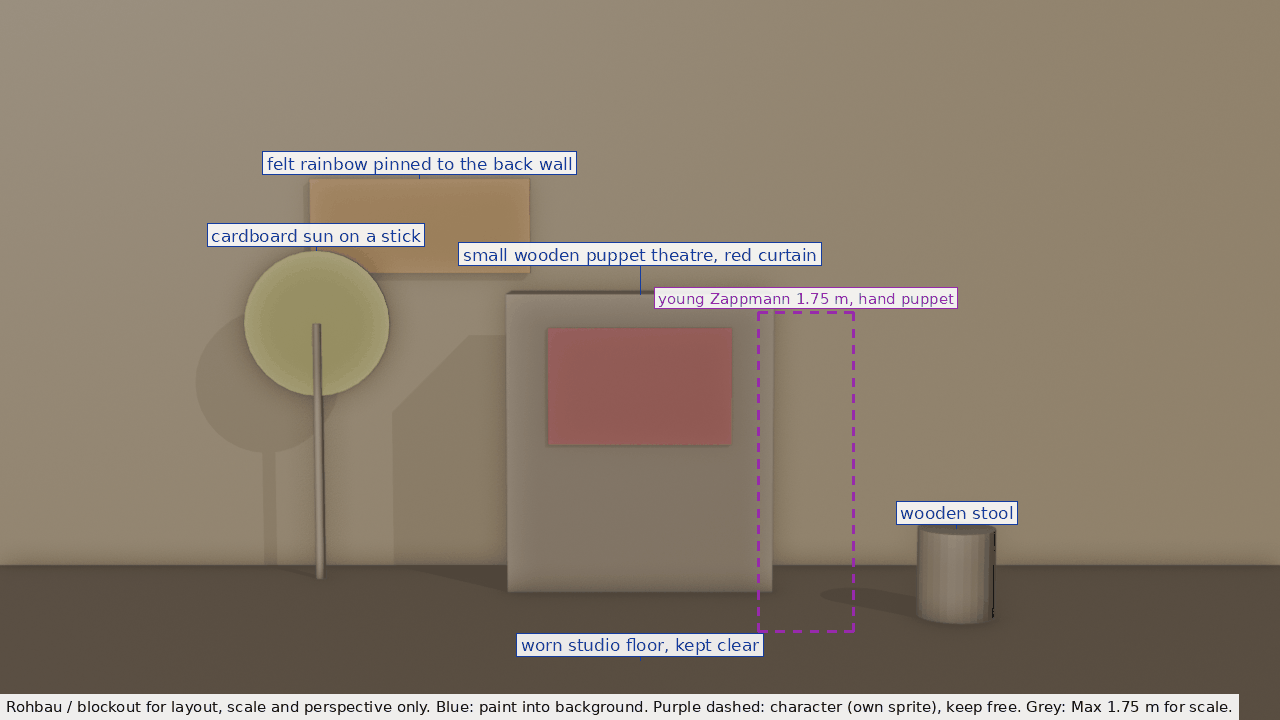 felt rainbow pinned to the back wall
cardboard sun on a stick
small wooden puppet theatre, red curtain
young Zappmann 1.75 m, hand puppet
wooden stool
worn studio floor, kept clear
Rohbau / blockout for layout, scale and perspective only. Blue: paint into background. Purple dashed: character (own sprite), keep free. Grey: Max 1.75 m for scale.